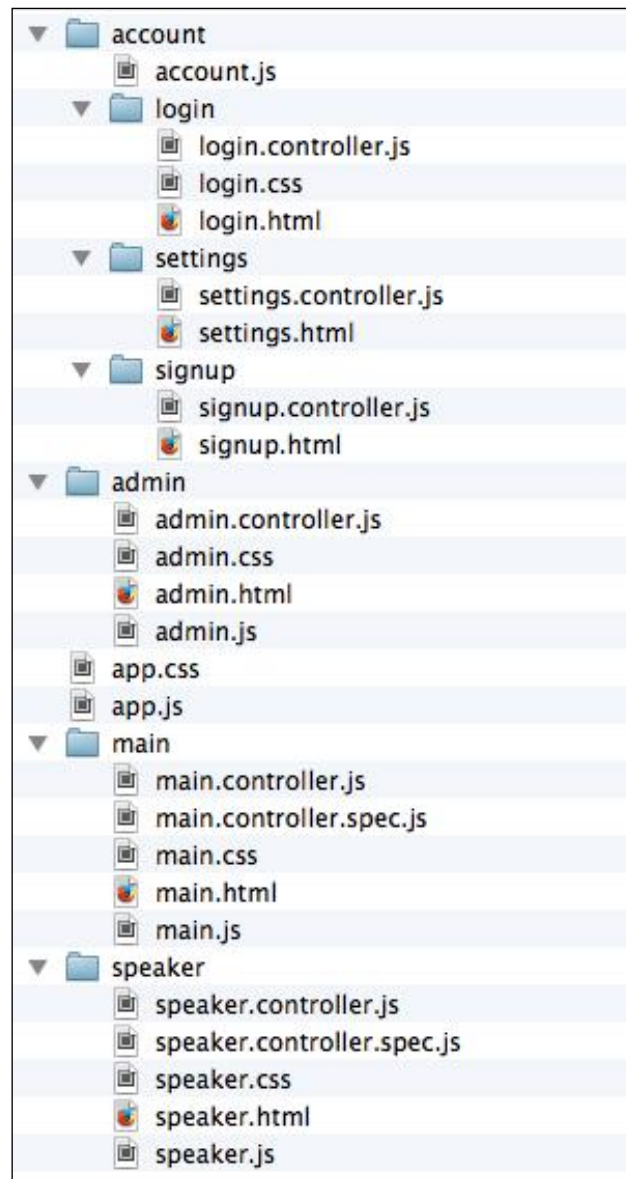 account
account.js
login
login.controller.js
login.css
login.html
settings
settings.controller.js
settings.html
signup
signup.controller.js
signup.html
admin
admin.controller.js
admin.css
admin.html
admin.js
app.css
app.js
main
main.controller.js
main.controller.spec.js
main.css
main.html
main.js
speaker
speaker.controller.js
speaker.controller.spec.js
speaker.css
speaker.html
speaker.js